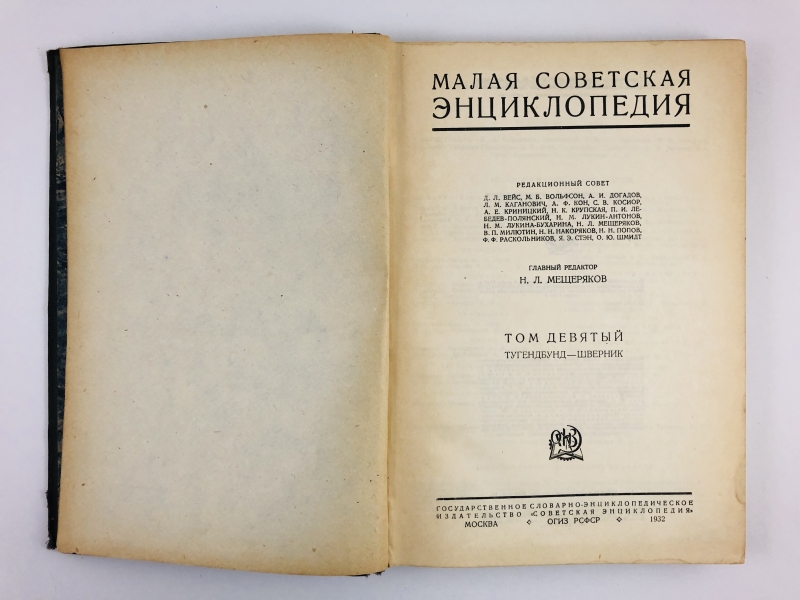 МАЛАЯ СОВЕТСКАЯ
ЭНЦИКЛОПЕДИЯ
РЕДАКЦИОННЫЙ СОВЕТ
Д. Л. ВЕЙС, М. Б. ВОЛЬФСОН, А. И. ДОГАДОВ,
Л. М. КАГАНОВИЧ, А. Ф. КОН, С. В. КОСИОР,
А. Е. КРИНИЦКИЙ, Н. К. КРУПСКАЯ, П. И. ЛЕ-
БЕДЕВ-ПОЛЯНСКИЙ, Н. М. ЛУКИН-АНТОНОВ,
Н. М. ЛУКИНА-БУХАРИНА, Н. Л. МЕЩЕРЯКОВ,
В. П. МИЛЮТИН, Н. Н. НАКОРЯКОВ, Н. Н. ПОПОВ,
Ф. Ф. РАСКОЛЬНИКОВ, Я. Э. СТЭН, О. Ю. ШМИДТ
ГЛАВНЫЙ РЕДАКТОР
Н. Л. МЕЩЕРЯКОВ
ТОМ ДЕВЯТЫЙ
ТУГЕНДБУНД—ШВЕРНИК
ГОСУДАРСТВЕННОЕ СЛОВАРНО-ЭНЦИКЛОПЕДИЧЕСКОЕ
ИЗДАТЕЛЬСТВО «СОВЕТСКАЯ ЭНЦИКЛОПЕДИЯ»
МОСКВА ОГИЗ РСФСР 1932